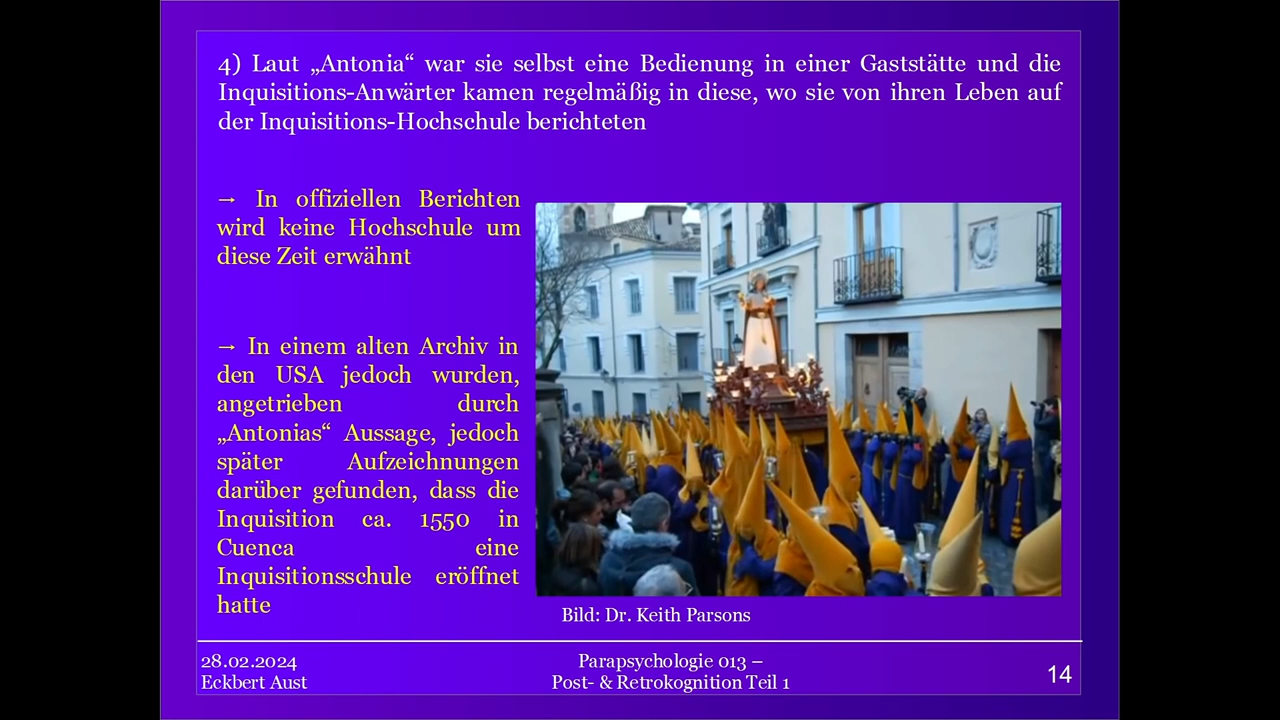 4) Laut „Antonia“ war sie selbst eine Bedienung in einer Gaststätte und die
Inquisitions-Anwärter kamen regelmäßig in diese, wo sie von ihren Leben auf
der Inquisitions-Hochschule berichteten
→ In offiziellen Berichten
wird keine Hochschule um
diese Zeit erwähnt
→ In einem alten Archiv in
den USA jedoch wurden,
angetrieben durch
„Antonias“ Aussage, jedoch
später Aufzeichnungen
darüber gefunden, dass die
Inquisition ca. 1550 in
Cuenca eine
Inquisitionsschule eröffnet
hatte
Bild: Dr. Keith Parsons
28.02.2024
Eckbert Aust
Parapsychologie 013 –
Post- & Retrokognition Teil 1
14